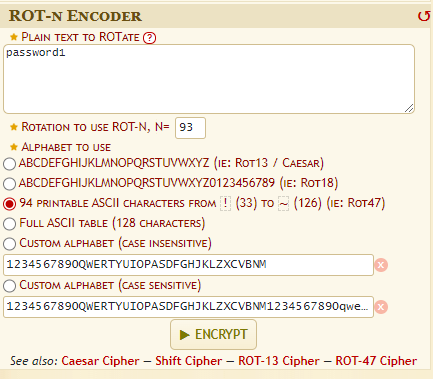 ROT-N ENCODER
★ PLAIN TEXT TO ROTATE ?
password1
★ ROTATION TO USE ROT-N, N= 93
★ ALPHABET TO USE
ABCDEFGHIJKLMNOPQRSTUVWXYZ (IE: ROT13 / CAESAR)
ABCDEFGHIJKLMNOPQRSTUVWXYZ0123456789 (IE: ROT18)
94 PRINTABLE ASCII CHARACTERS FROM ! (33) TO ~ (126) (IE: ROT47)
FULL ASCII TABLE (128 CHARACTERS)
CUSTOM ALPHABET (CASE INSENSITIVE)
1234567890QWERTYUIOPASDFGHJKLZXCVBNM
CUSTOM ALPHABET (CASE SENSITIVE)
1234567890QWERTYUIOPASDFGHJKLZXCVBNM1234567890qwe…
▶ ENCRYPT
See also: Caesar Cipher – Shift Cipher – ROT-13 Cipher – ROT-47 Cipher